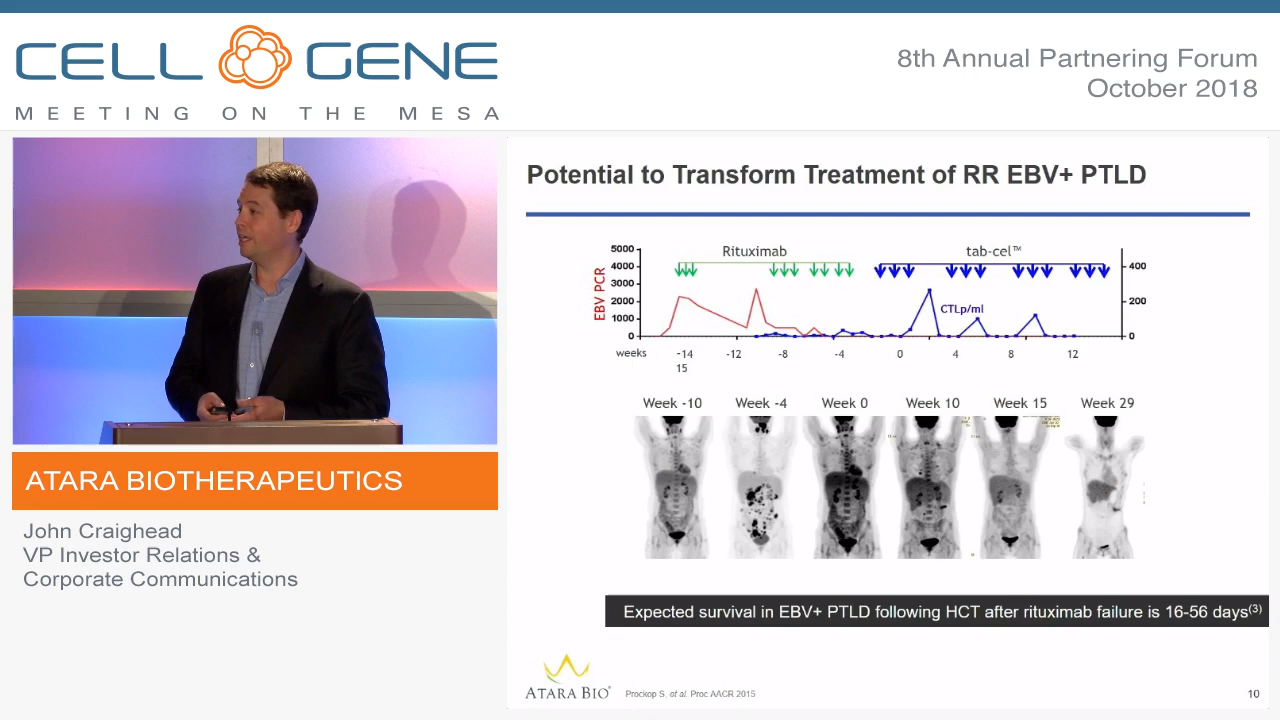 CELL GENE
MEETING ON THE MESA
8th Annual Partnering Forum
October 2018
ATARA BIOTHERAPEUTICS
John Craighead
VP Investor Relations &
Corporate Communications
Potential to Transform Treatment of RR EBV+ PTLD
Rituximab
tab-cel™
EBV PCR
5000
4000
3000
2000
1000
0
400
200
0
CTLp/ml
weeks
-14 -12 -8 -4 0 4 8 12
15
Week -10 Week -4 Week 0 Week 10 Week 15 Week 29
Expected survival in EBV+ PTLD following HCT after rituximab failure is 16-56 days(3)
ATARA BIO®
Prockop S, et al. Proc AACR 2015
10